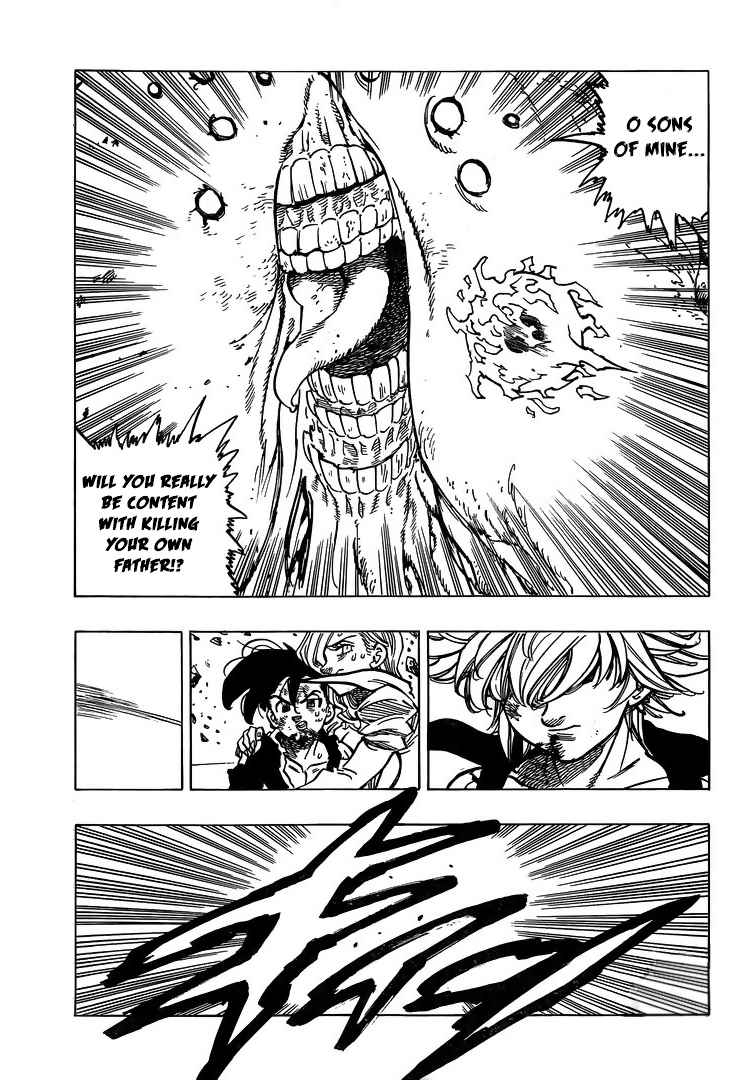 O SONS
OF MINE...
WILL YOU REALLY
BE CONTENT
WITH KILLING
YOUR OWN
FATHER!?